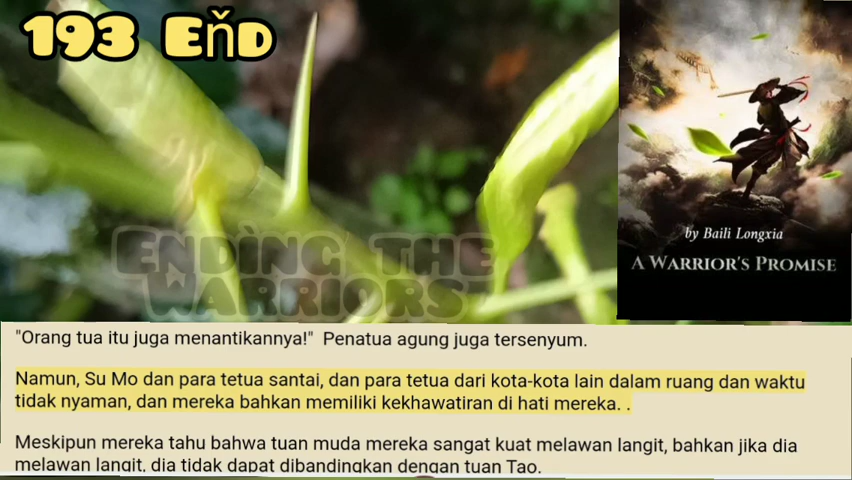 193 Eňd
by Baili Longxia
A Warrior's Promise
ENDÌNG THE
WARRIORS
"Orang tua itu juga menantikannya!" Penatua agung juga tersenyum.
Namun, Su Mo dan para tetua santai, dan para tetua dari kota-kota lain dalam ruang dan waktu
tidak nyaman, dan mereka bahkan memiliki kekhawatiran di hati mereka. .
Meskipun mereka tahu bahwa tuan muda mereka sangat kuat melawan langit, bahkan jika dia
melawan langit, dia tidak dapat dibandingkan dengan tuan Tao.